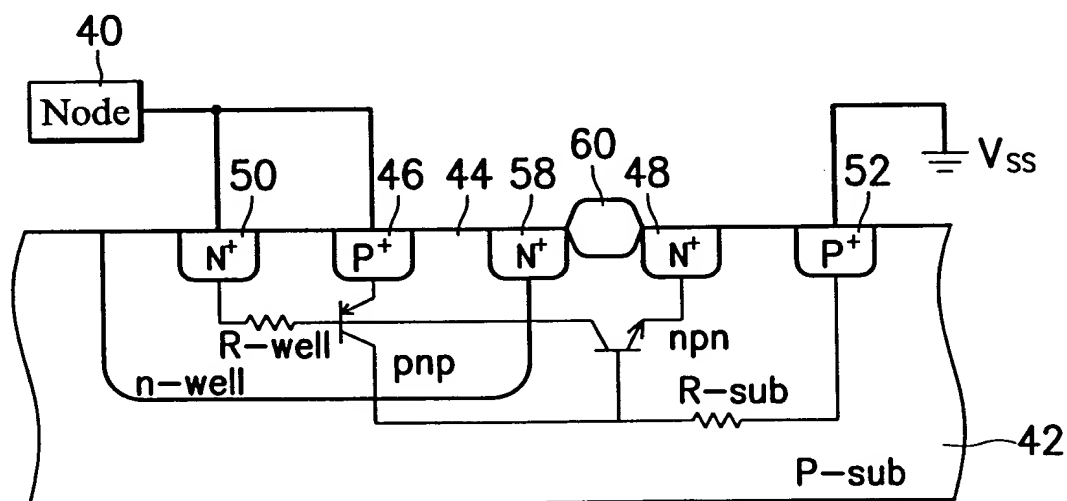 40
Node
50
46
44
58
60
48
52
V_SS
N+
P+
N+
N+
P+
R-well
pnp
npn
n-well
R-sub
42
P-sub